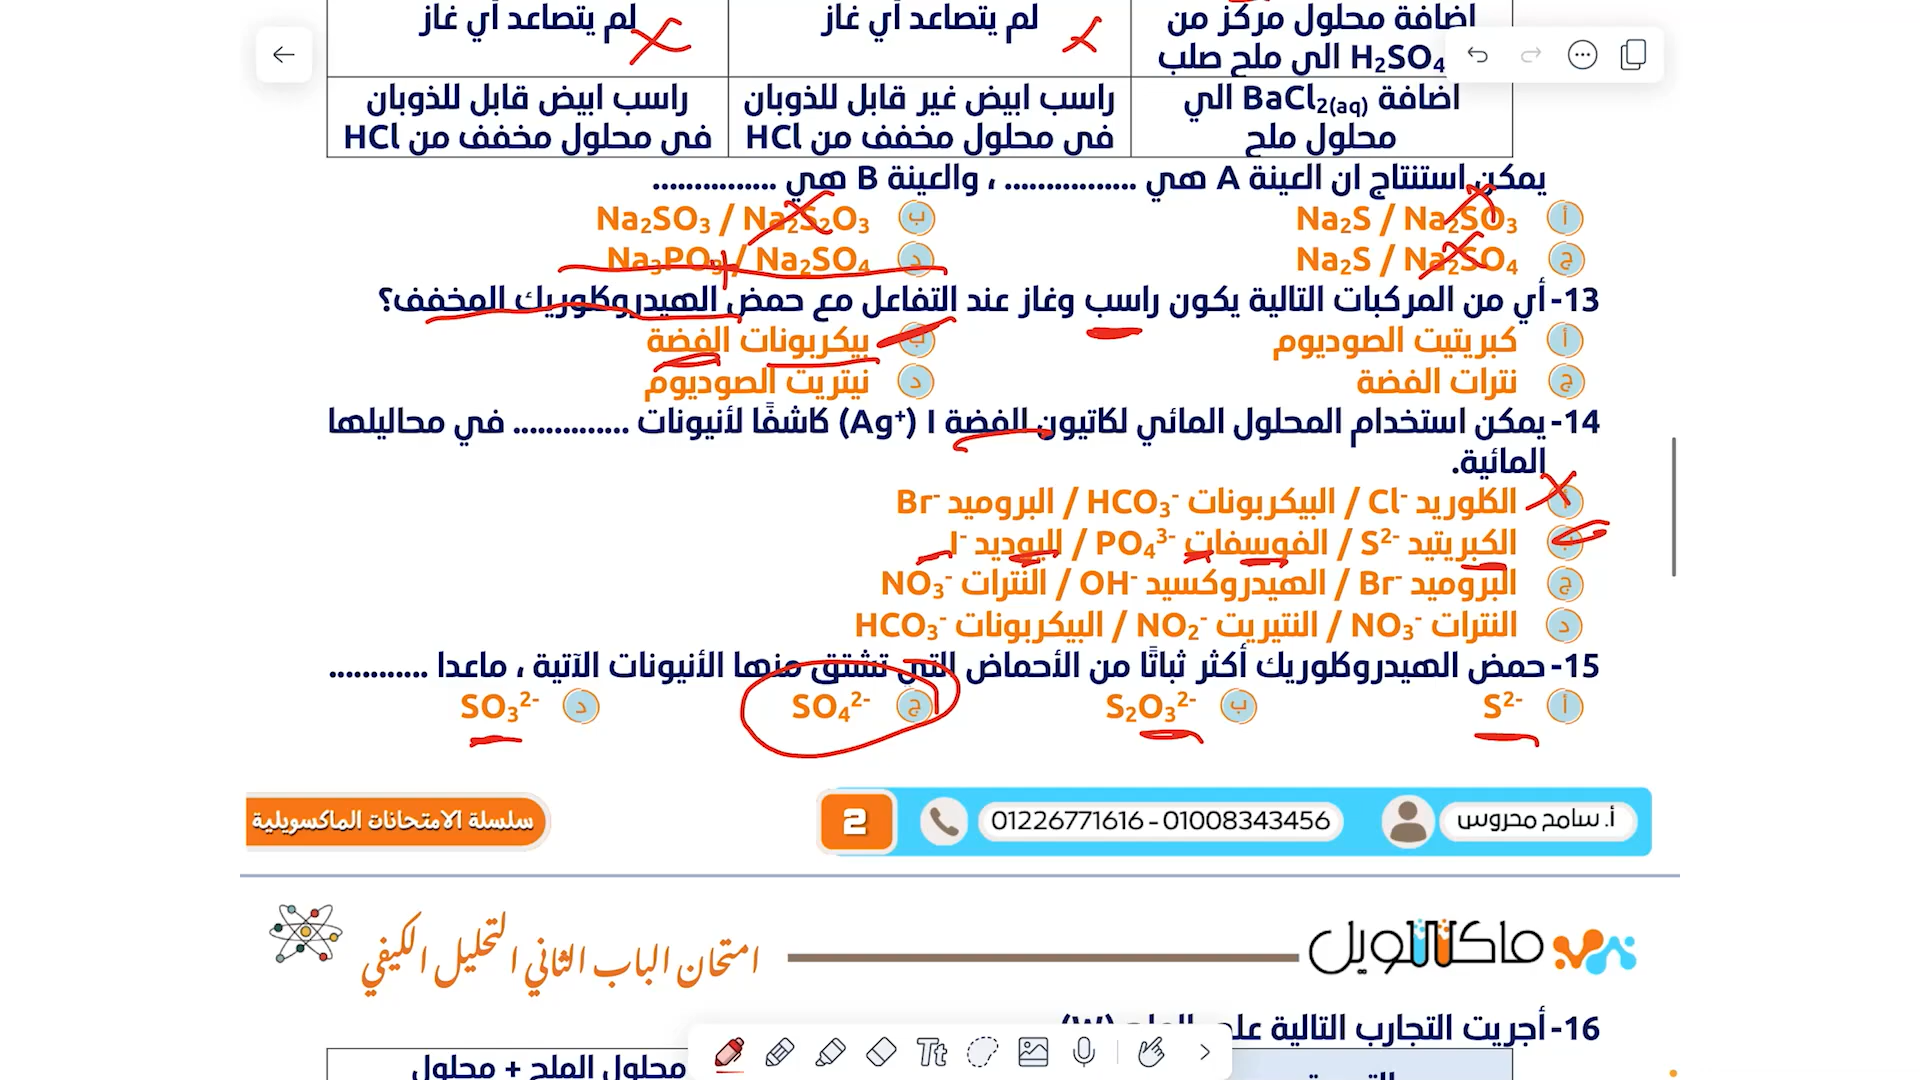 اضافة محلول مركز من H₂SO₄ الى ملح صلب
لم يتصاعد أي غاز
لم يتصاعد أي غاز
اضافة BaCl₂(aq) الي محلول ملح
راسب ابيض غير قابل للذوبان في محلول مخفف من HCl
راسب ابيض قابل للذوبان في محلول مخفف من HCl
يمكن استنتاج ان العينة A هي ................ ، والعينة B هي ...............
أ Na₂S / Na₂SO₃
ب Na₂SO₃ / Na₂S₂O₃
ج Na₂S / Na₂SO₄
د Na₃PO₄ / Na₂SO₄
13- أي من المركبات التالية يكون راسب وغاز عند التفاعل مع حمض الهيدروكلوريك المخفف؟
أ كبريتيت الصوديوم
ب بيكربونات الفضة
ج نترات الفضة
د نيتريت الصوديوم
14- يمكن استخدام المحلول المائي لكاتيون الفضة I (Ag⁺) كاشفًا لأنيونات .............. في محاليلها
المائية.
أ الكلوريد Cl⁻ / البيكربونات HCO₃⁻ / البروميد Br⁻
ب الكبريتيد S²⁻ / الفوسفات PO₄³⁻ / اليوديد I⁻
ج البروميد Br⁻ / الهيدروكسيد OH⁻ / النترات NO₃⁻
د النترات NO₃⁻ / النتيريت NO₂⁻ / البيكربونات HCO₃⁻
15- حمض الهيدروكلوريك أكثر ثباتًا من الأحماض التي تشتق منها الأنيونات الآتية ، ماعدا ............
أ S²⁻
ب S₂O₃²⁻
ج SO₄²⁻
د SO₃²⁻
أ. سامح محروس
01226771616 - 01008343456
2
سلسلة الامتحانات الماكسويلية
ماكسويل
امتحان الباب الثاني التحليل الكيفي
16- أجريت التجارب التالية على
محلول الملح + محلول
Tt